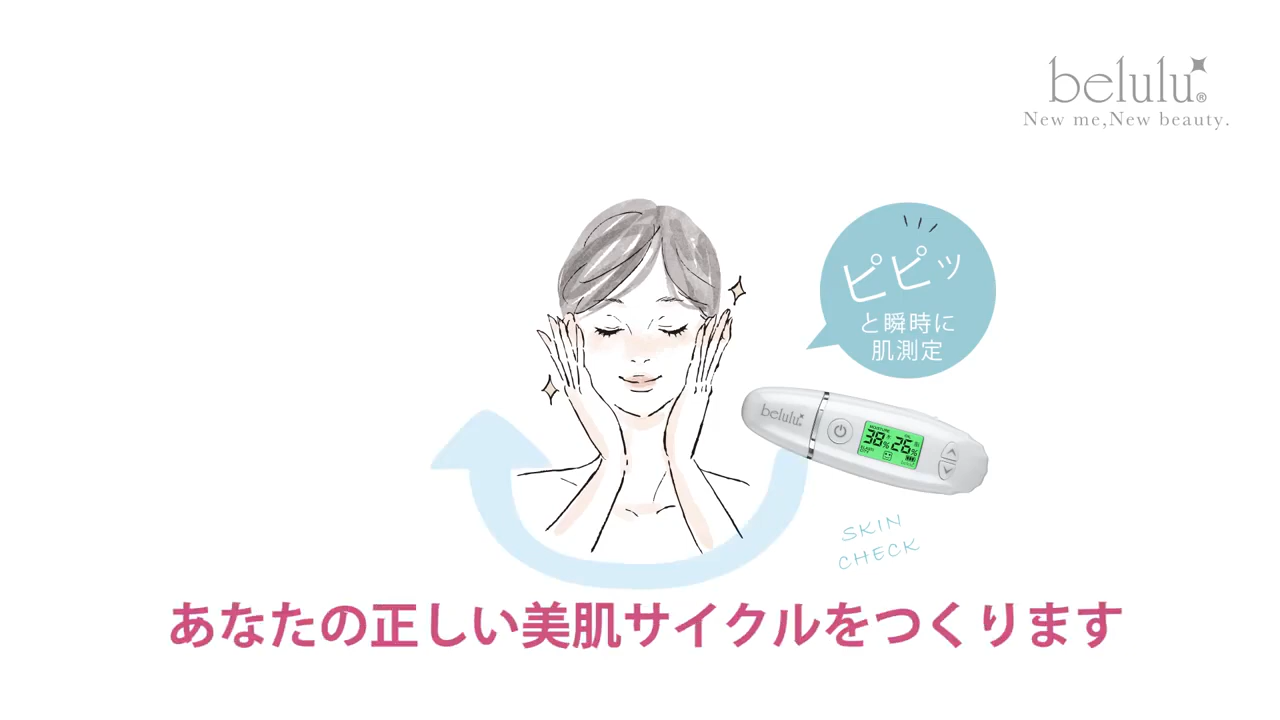 belulu®
New me,New beauty.
ピピッ
と瞬時に
肌測定
belulu
MOISTURE
38% 26%
SKIN
CHECK
あなたの正しい美肌サイクルをつくります